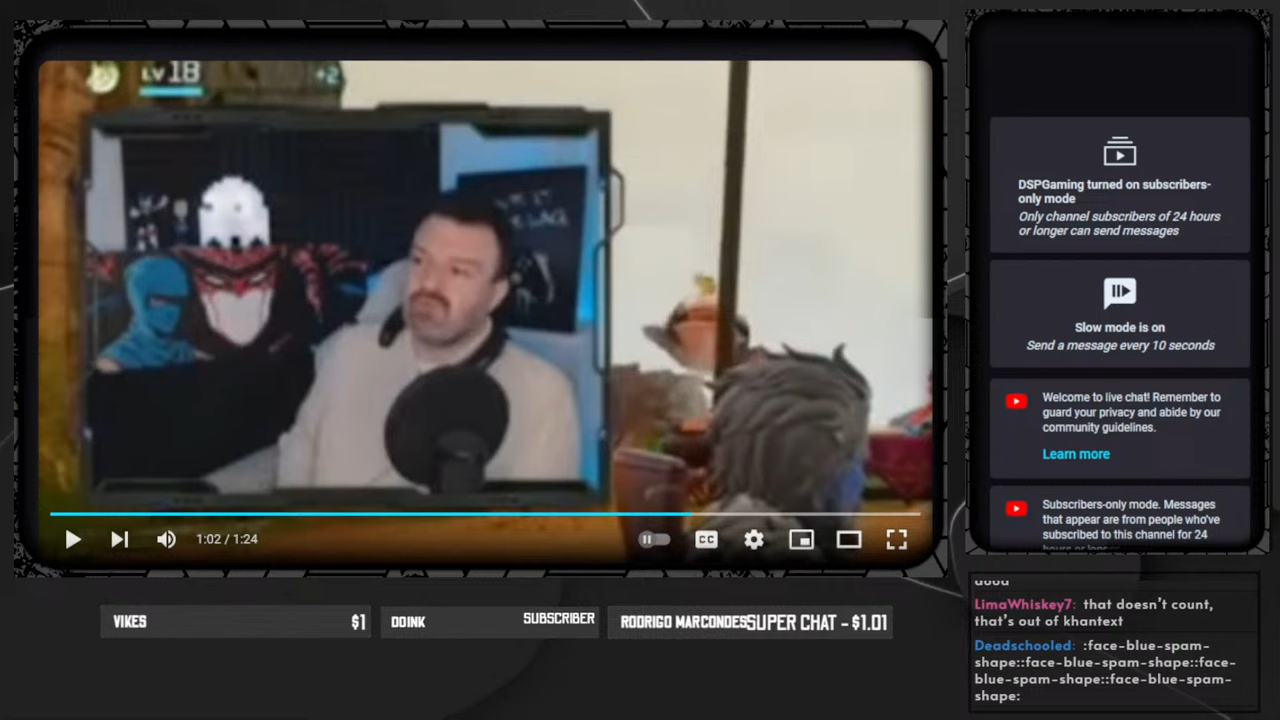 LV 18
+2
1:02 / 1:24
CC
VIKES
$1
DOINK
SUBSCRIBER
RODRIGO MARCONDES
SUPER CHAT - $1.01
DSPGaming turned on subscribers-
only mode
Only channel subscribers of 24 hours
or longer can send messages
Slow mode is on
Send a message every 10 seconds
Welcome to live chat! Remember to
guard your privacy and abide by our
community guidelines.
Learn more
Subscribers-only mode. Messages
that appear are from people who've
subscribed to this channel for 24
hours or longer
LimaWhiskey7: that doesn't count,
that's out of khantext
Deadschooled: :face-blue-spam-
shape::face-blue-spam-shape::face-
blue-spam-shape::face-blue-spam-
shape: